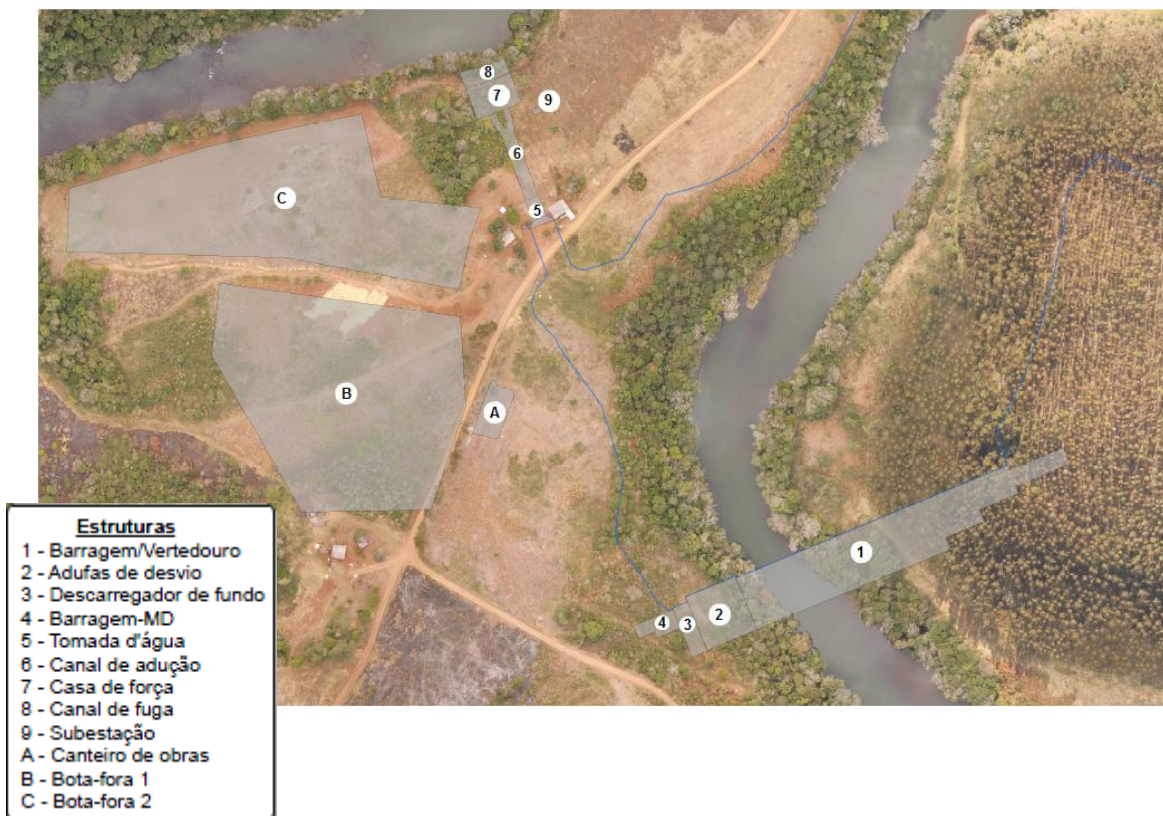 8
7
9
6
C
5
B
A
1
2
3
4
Estruturas
1 - Barragem/Vertedouro
2 - Adufas de desvio
3 - Descarregador de fundo
4 - Barragem-MD
5 - Tomada d'água
6 - Canal de adução
7 - Casa de força
8 - Canal de fuga
9 - Subestação
A - Canteiro de obras
B - Bota-fora 1
C - Bota-fora 2